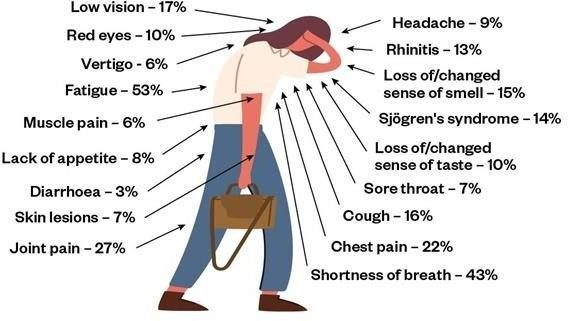 Low vision – 17%
Red eyes – 10%
Vertigo - 6%
Fatigue – 53%
Muscle pain – 6%
Lack of appetite – 8%
Diarrhoea – 3%
Skin lesions – 7%
Joint pain – 27%
Headache – 9%
Rhinitis – 13%
Loss of/changed
sense of smell – 15%
Sjögren's syndrome – 14%
Loss of/changed
sense of taste – 10%
Sore throat – 7%
Cough – 16%
Chest pain – 22%
Shortness of breath – 43%